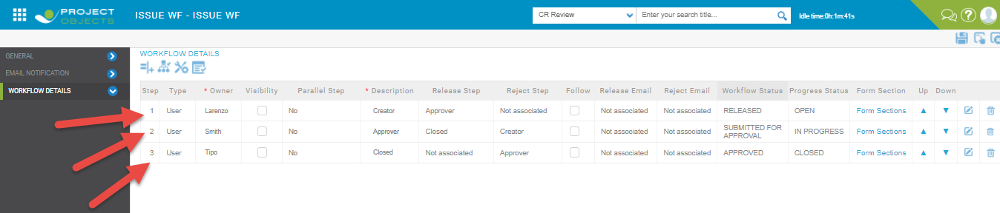 PROJECT
OBJECTS
ISSUE WF - ISSUE WF
CR Review
Enter your search title...
Idle time:0h:1m:41s
GENERAL
EMAIL NOTIFICATION
WORKFLOW DETAILS
WORKFLOW DETAILS
Step Type * Owner Visibility Parallel Step * Description Release Step Reject Step Follow Release Email Reject Email Workflow Status Progress Status Form Section Up Down
1 User Larenzo No Creator Approver Not associated Not associated Not associated RELEASED OPEN Form Sections
2 User Smith No Approver Closed Creator Not associated Not associated SUBMITTED FOR APPROVAL IN PROGRESS Form Sections
3 User Tipo No Closed Not associated Approver Not associated Not associated APPROVED CLOSED Form Sections